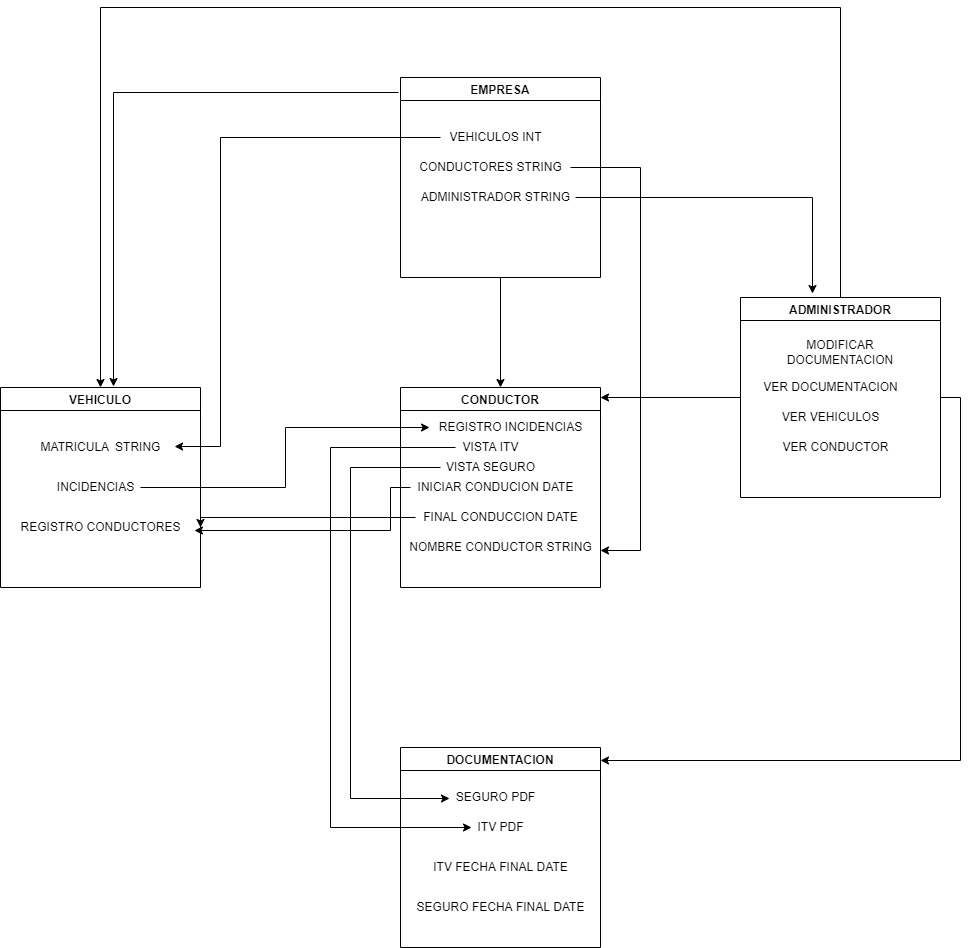 EMPRESA
VEHICULOS INT
CONDUCTORES STRING
ADMINISTRADOR STRING
ADMINISTRADOR
MODIFICAR
DOCUMENTACION
VER DOCUMENTACION
VER VEHICULOS
VER CONDUCTOR
VEHICULO
MATRICULA STRING
INCIDENCIAS
REGISTRO CONDUCTORES
CONDUCTOR
REGISTRO INCIDENCIAS
VISTA ITV
VISTA SEGURO
INICIAR CONDUCION DATE
FINAL CONDUCCION DATE
NOMBRE CONDUCTOR STRING
DOCUMENTACION
SEGURO PDF
ITV PDF
ITV FECHA FINAL DATE
SEGURO FECHA FINAL DATE